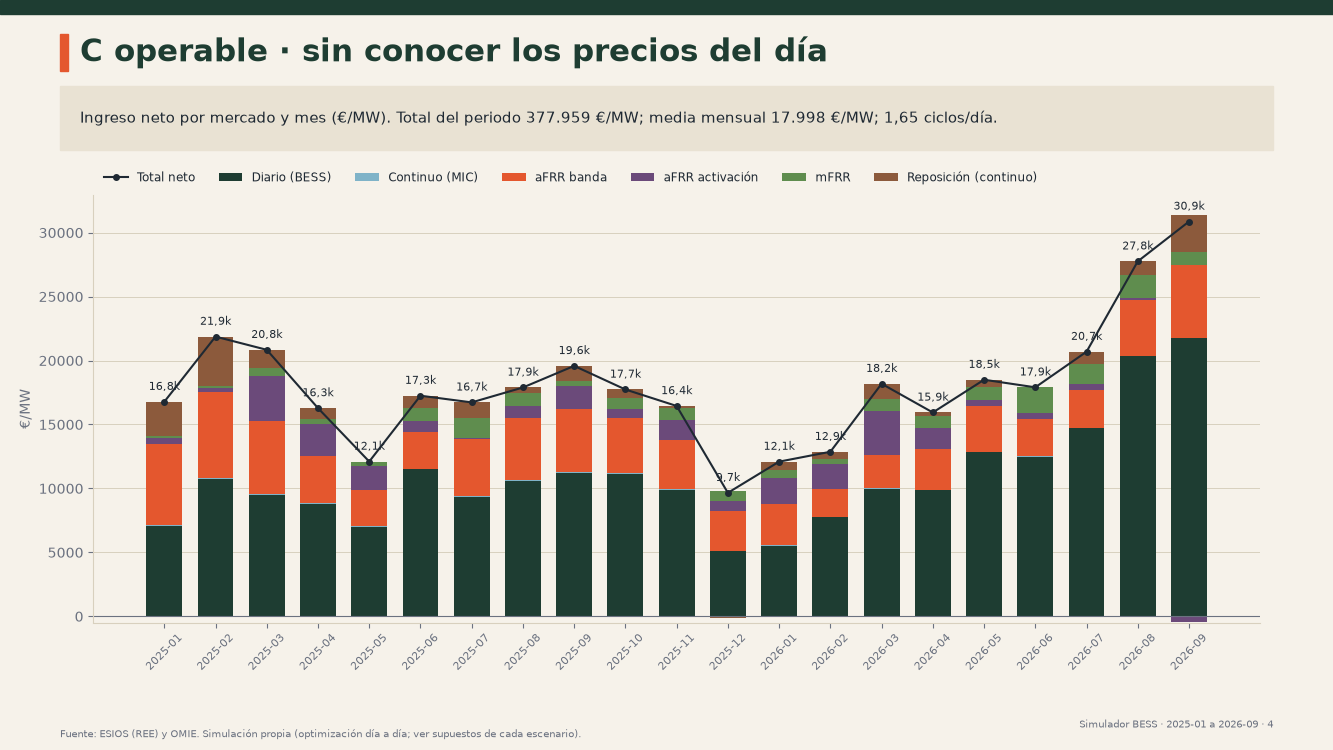 C operable · sin conocer los precios del día
Ingreso neto por mercado y mes (€/MW). Total del periodo 377.959 €/MW; media mensual 17.998 €/MW; 1,65 ciclos/día.
Total neto Diario (BESS) Continuo (MIC) aFRR banda aFRR activación mFRR Reposición (continuo)
€/MW
30000
25000
20000
15000
10000
5000
0
16,8k 21,9k 20,8k 16,3k 12,1k 17,3k 16,7k 17,9k 19,6k 17,7k 16,4k 9,7k 12,1k 12,9k 18,2k 15,9k 18,5k 17,9k 20,7k 27,8k 30,9k
2025-01 2025-02 2025-03 2025-04 2025-05 2025-06 2025-07 2025-08 2025-09 2025-10 2025-11 2025-12 2026-01 2026-02 2026-03 2026-04 2026-05 2026-06 2026-07 2026-08 2026-09
Simulador BESS · 2025-01 a 2026-09 · 4
Fuente: ESIOS (REE) y OMIE. Simulación propia (optimización día a día; ver supuestos de cada escenario).